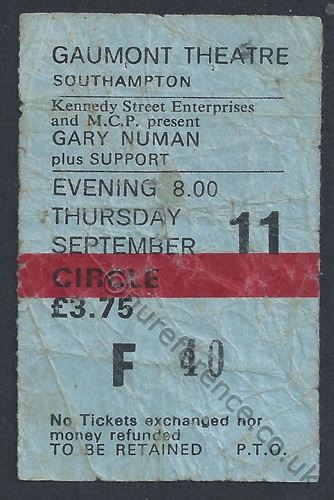 GAUMONT THEATRE
SOUTHAMPTON
Kennedy Street Enterprises
and M.C.P. present
GARY NUMAN
plus SUPPORT
EVENING 8.00
THURSDAY
SEPTEMBER 11
CIRCLE
£3.75
F 40
No Tickets exchanged nor
money refunded
TO BE RETAINED P.T.O.